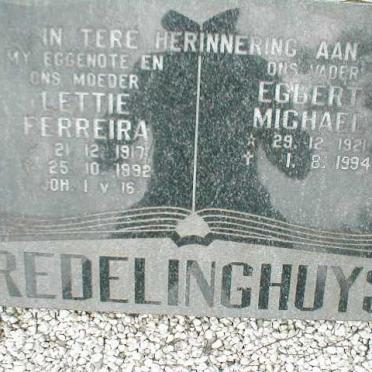 IN TERE HERINNERING AAN
MY EGGENOTE EN
ONS MOEDER
LETTIE
FERREIRA
☆ 21. 12. 1917
✝ 25. 10. 1992
JOH. 1 v 16
ONS VADER
EGBERT
MICHAEL
☆ 29. 12. 1921
✝ 1. 8. 1994
REDELINGHUYS